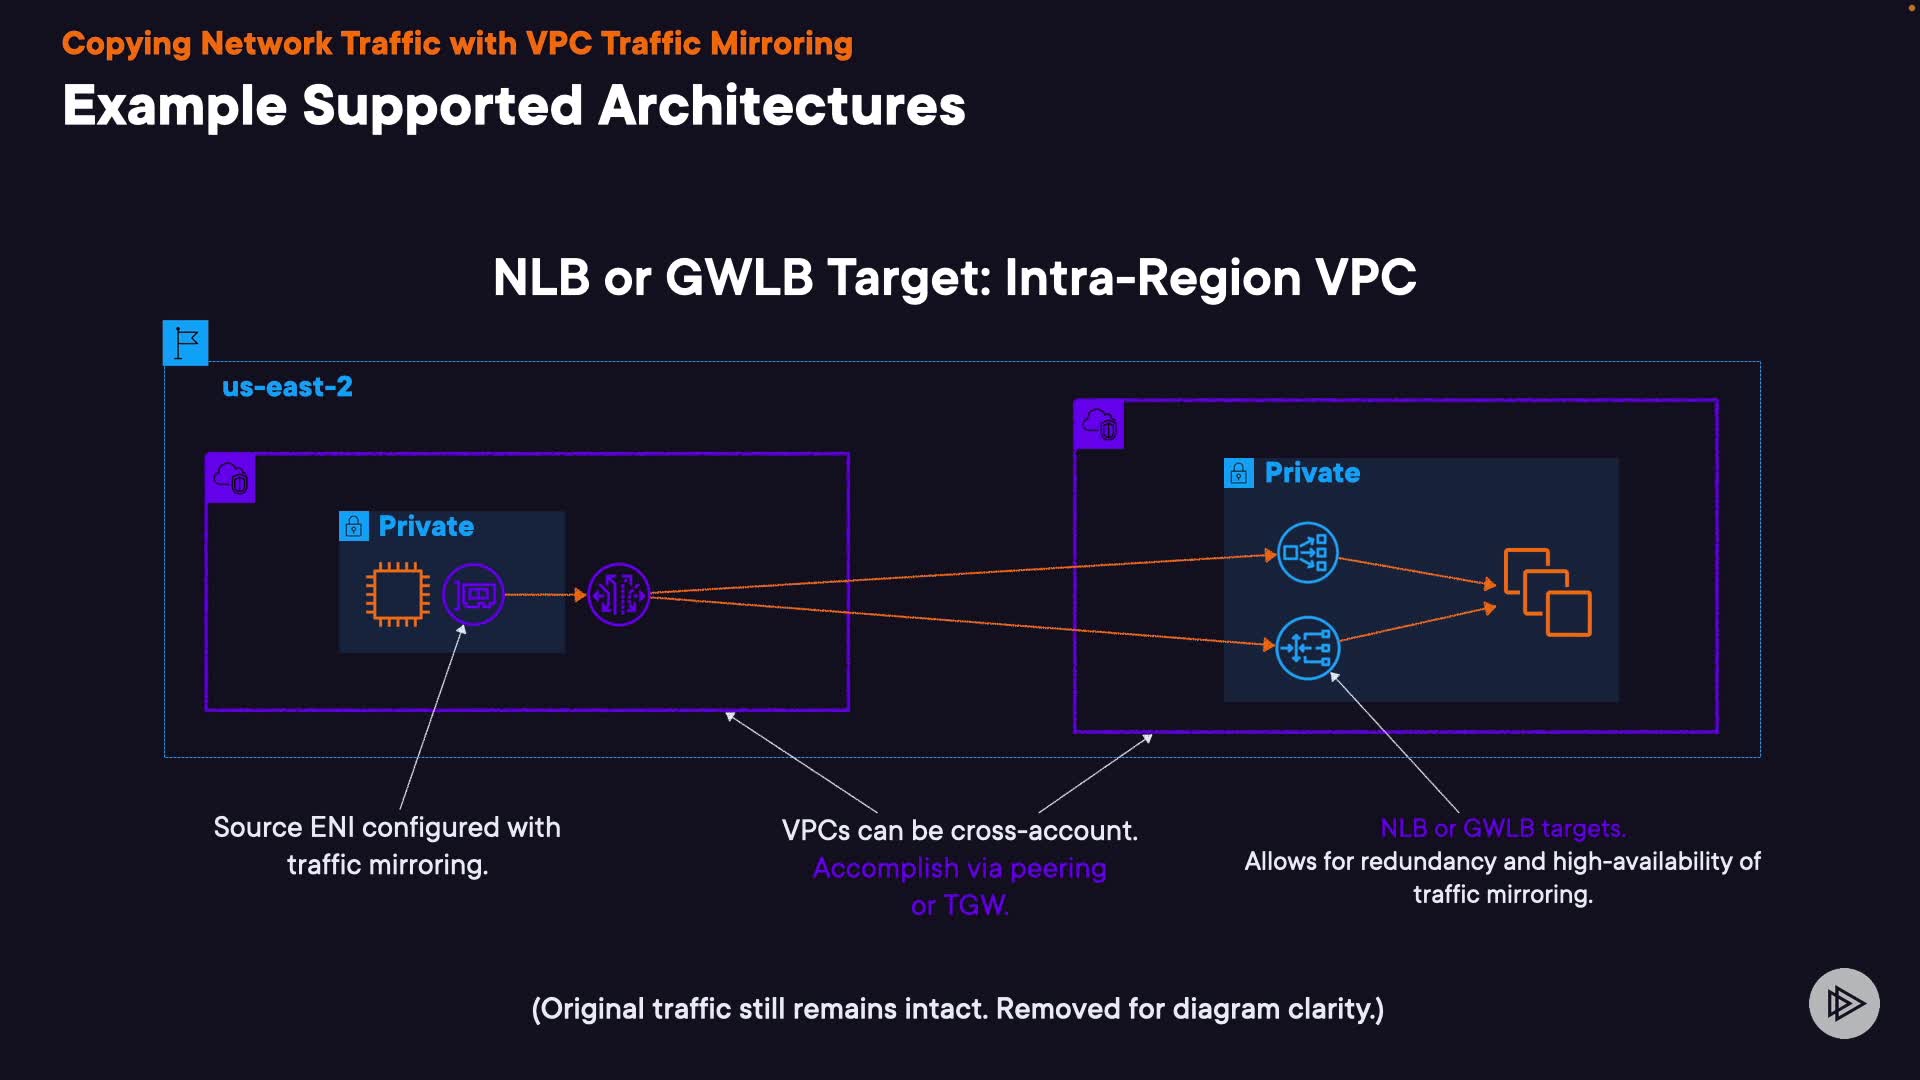 Copying Network Traffic with VPC Traffic Mirroring
Example Supported Architectures
NLB or GWLB Target: Intra-Region VPC
us-east-2
Private
Private
Source ENI configured with
traffic mirroring.
VPCs can be cross-account.
Accomplish via peering
or TGW.
NLB or GWLB targets.
Allows for redundancy and high-availability of
traffic mirroring.
(Original traffic still remains intact. Removed for diagram clarity.)